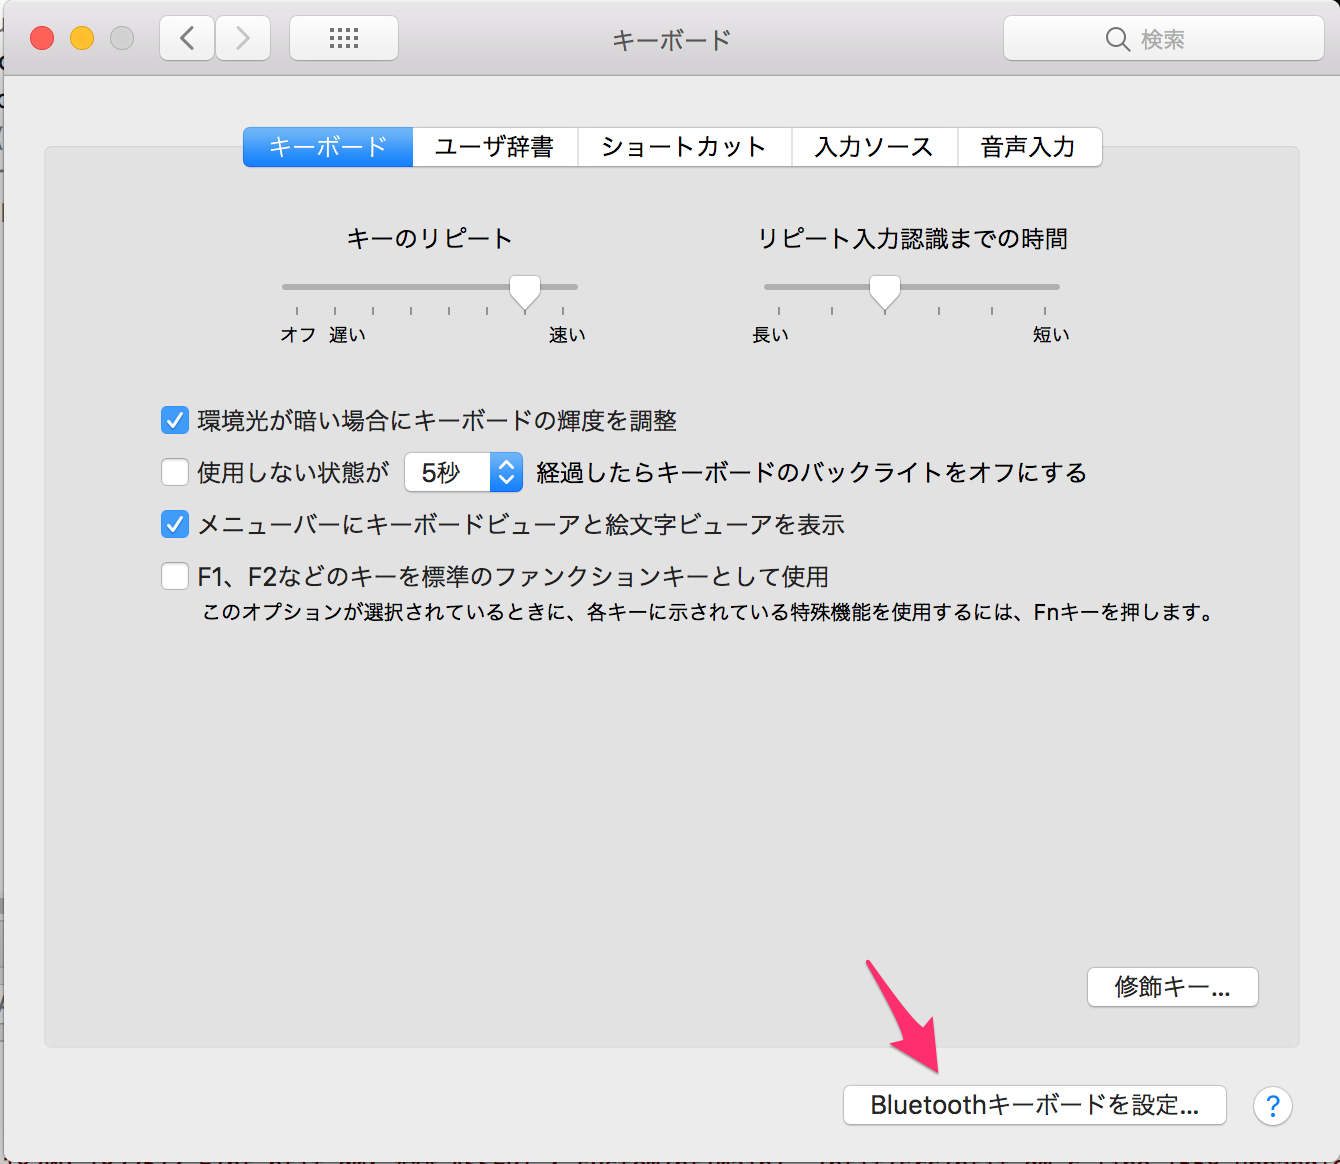 キーボード
検索
キーボード ユーザ辞書 ショートカット 入力ソース 音声入力
キーのリピート リピート入力認識までの時間
オフ 遅い 速い 長い 短い
環境光が暗い場合にキーボードの輝度を調整
使用しない状態が 5秒 経過したらキーボードのバックライトをオフにする
メニューバーにキーボードビューアと絵文字ビューアを表示
F1、F2などのキーを標準のファンクションキーとして使用
このオプションが選択されているときに、各キーに示されている特殊機能を使用するには、Fnキーを押します。
修飾キー...
Bluetoothキーボードを設定... ?